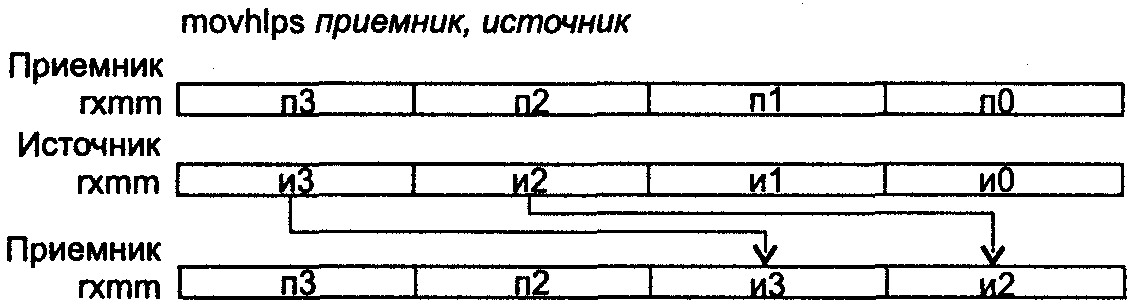 movhlps приемник, источник
Приемник
rxmm п3 п2 п1 п0
Источник
rxmm и3 и2 и1 и0
Приемник
rxmm п3 п2 и3 и2